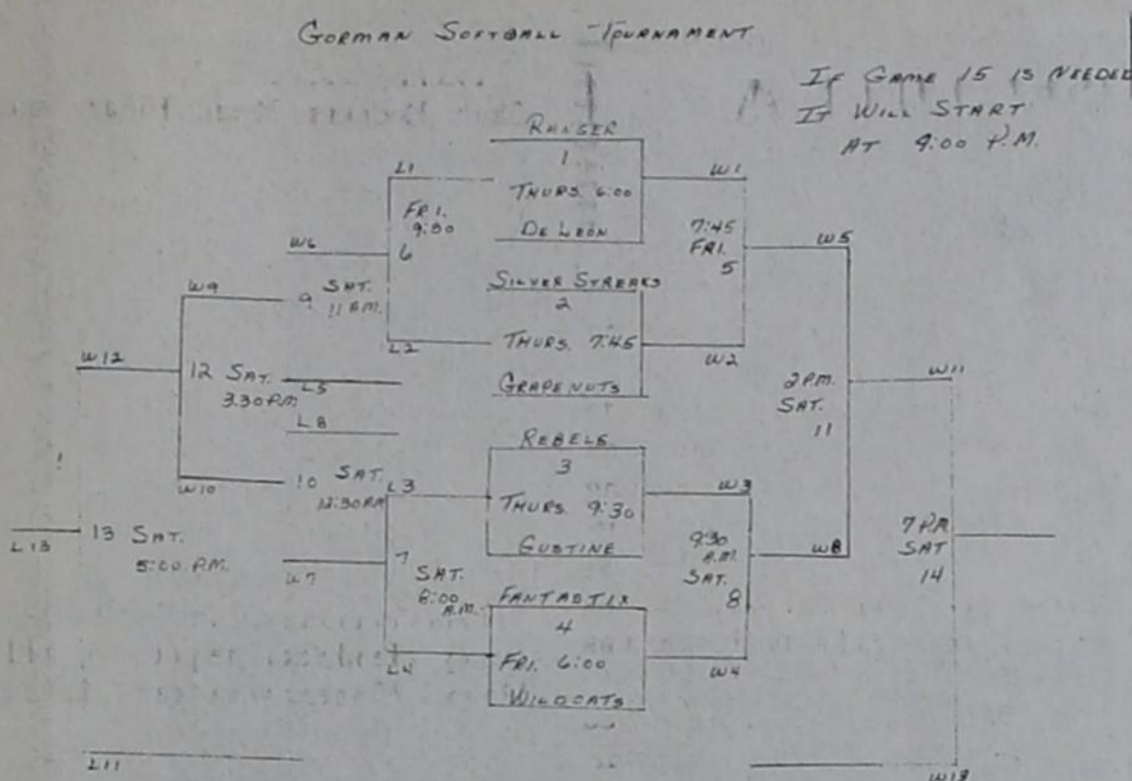 GORMAN SOFTBALL TOURNAMENT
IF GAME 15 IS NEEDED
IT WILL START
AT 9:00 P.M.
RANGER
1
THURS. 6:00
DE LEON
SILVER STREAKS
2
THURS. 7:45
GRAPENUTS
REBELS
3
THURS. 9:30
GUSTINE
FANTASTIX
4
FRI. 6:00
WILDCATS
L1
FRI.
9:30
6
L2
W6
9 SAT.
11 A.M.
L5
L8
10 SAT.
12:30 P.M.
L3
7
SAT.
8:00
A.M.
L4
W7
W9
12 SAT.
3.30 P.M.
W10
W12
13 SAT.
5:00 P.M.
L13
L11
W1
7:45
FRI.
5
W2
W3
9:30
A.M.
SAT.
8
W4
W5
2 P.M.
SAT.
11
W8
W11
7 P.M.
SAT
14
W13